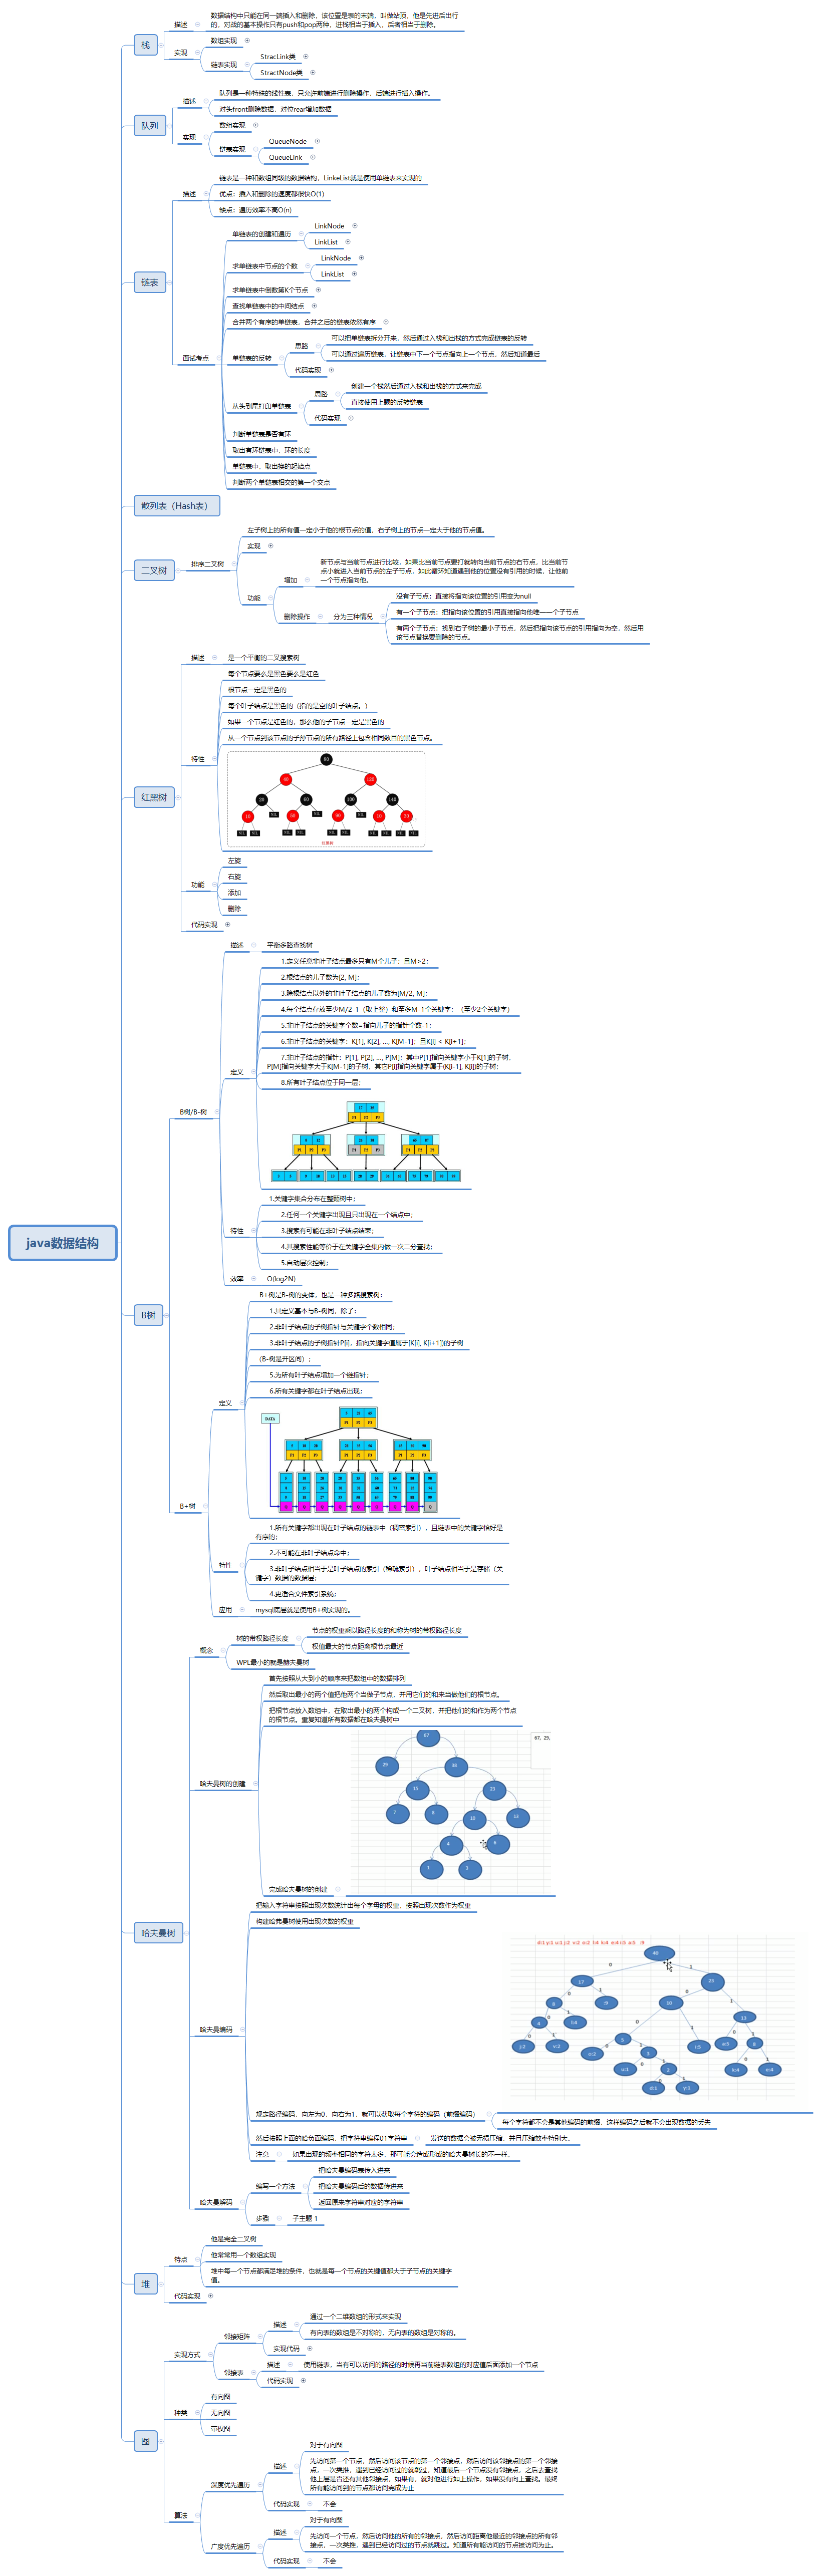 java数据结构
栈
描述
数据结构中只能在同一端插入和删除，该位置是表的末端，叫做站顶，他是先进后出行
的，对战的基本操作只有push和pop两种，进栈相当于插入，后者相当于删除。
实现
数组实现
链表实现
StracLink类
StractNode类
队列
描述
队列是一种特殊的线性表，只允许前端进行删除操作，后端进行插入操作。
对头front删除数据，对位rear增加数据
实现
数组实现
链表实现
QueueNode
QueueLink
链表
描述
链表是一种和数组同级的数据结构，LinkeList就是使用单链表来实现的
优点：插入和删除的速度都很快O(1)
缺点：遍历效率不高O(n)
面试考点
单链表的创建和遍历
LinkNode
LinkList
求单链表中节点的个数
LinkNode
LinkList
求单链表中倒数第K个节点
查找单链表中的中间结点
合并两个有序的单链表，合并之后的链表依然有序
单链表的反转
思路
可以把单链表拆分开来，然后通过入栈和出栈的方式完成链表的反转
可以通过遍历链表，让链表中下一个节点指向上一个节点，然后知道最后
代码实现
从头到尾打印单链表
思路
创建一个栈然后通过入栈和出栈的方式来完成
直接使用上题的反转链表
代码实现
判断单链表是否有环
取出有环链表中，环的长度
单链表中，取出换的起始点
判断两个单链表相交的第一个交点
散列表（Hash表）
二叉树
排序二叉树
左子树上的所有值一定小于他的根节点的值，右子树上的节点一定大于他的节点值。
实现
功能
增加
新节点与当前节点进行比较，如果比当前节点要打就转向当前节点的右节点，比当前节
点小就进入当前节点的左子节点，如此循环知道遇到他的位置没有引用的时候，让他前
一个节点指向他。
删除操作
分为三种情况
没有子节点：直接将指向该位置的引用变为null
有一个子节点：把指向该位置的引用直接指向他唯一一个子节点
有两个子节点：找到右子树的最小子节点，然后把指向该节点的引用指向为空，然后用
该节点替换要删除的节点。
红黑树
描述
是一个平衡的二叉搜索树
特性
每个节点要么是黑色要么是红色
根节点一定是黑色的
每个叶子结点是黑色的（指的是空的叶子结点。）
如果一个节点是红色的，那么他的子节点一定是黑色的
从一个节点到该节点的子孙节点的所有路径上包含相同数目的黑色节点。
80
40
120
20
60
100
140
10
50
90
NIL NIL
红黑树
功能
左旋
右旋
添加
删除
代码实现
B树
B树/B-树
描述
平衡多路查找树
定义
1.定义任意非叶子结点最多只有M个儿子；且M>2；
2.根结点的儿子数为[2, M]；
3.除根结点以外的非叶子结点的儿子数为[M/2, M]；
4.每个结点存放至少M/2-1（取上整）和至多M-1个关键字；（至少2个关键字）
5.非叶子结点的关键字个数=指向儿子的指针个数-1；
6.非叶子结点的关键字：K[1], K[2], …, K[M-1]；且K[i] < K[i+1]；
7.非叶子结点的指针：P[1], P[2], …, P[M]；其中P[1]指向关键字小于K[1]的子树，
P[M]指向关键字大于K[M-1]的子树，其它P[i]指向关键字属于(K[i-1], K[i])的子树；
8.所有叶子结点位于同一层；
P1 P2 P3
P1 P2 P3
P1 P2 P3
P1 P2 P3
特性
1.关键字集合分布在整颗树中；
2.任何一个关键字出现且只出现在一个结点中；
3.搜索有可能在非叶子结点结束；
4.其搜索性能等价于在关键字全集内做一次二分查找；
5.自动层次控制；
效率
O(log2N)
B+树
定义
B+树是B-树的变体，也是一种多路搜索树：
1.其定义基本与B-树同，除了：
2.非叶子结点的子树指针与关键字个数相同；
3.非叶子结点的子树指针P[i]，指向关键字值属于[K[i], K[i+1])的子树
（B-树是开区间）；
5.为所有叶子结点增加一个链指针；
6.所有关键字都在叶子结点出现；
DATA
P1 P2 P3
P1 P2 P3
P1 P2 P3
P1 P2 P3
Q
特性
1.所有关键字都出现在叶子结点的链表中（稠密索引），且链表中的关键字恰好是
有序的；
2.不可能在非叶子结点命中；
3.非叶子结点相当于是叶子结点的索引（稀疏索引），叶子结点相当于是存储（关
键字）数据的数据层；
4.更适合文件索引系统；
应用
mysql底层就是使用B+树实现的。
哈夫曼树
概念
树的带权路径长度
节点的权重乘以路径长度的和称为树的带权路径长度
权值最大的节点距离根节点最近
WPL最小的就是赫夫曼树
哈夫曼树的创建
首先按照从大到小的顺序来把数组中的数据排列
然后取出最小的两个值把他两个当做子节点，并用它们的和来当做他们的根节点。
把根节点放入数组中，在取出最小的两个构成一个二叉树，并把他们的和作为两个节点
的根节点。重复知道所有数据都在哈夫曼树中
完成哈夫曼树的创建
67
67, 29,
29
38
15
23
7
8
10
13
4
6
1
3
哈夫曼编码
把输入字符串按照出现次数统计出每个字母的权重，按照出现次数作为权重
构建哈弗曼树使用出现次数的权重
规定路径编码，向左为0，向右为1，就可以获取每个字符的编码（前缀编码）
40
17
23
每个字符都不会是其他编码的前缀，这样编码之后就不会出现数据的丢失
然后按照上面的哈负面编码，把字符串编程01字符串
发送的数据会被无损压缩，并且压缩效率特别大。
注意
如果出现的频率相同的字符太多，那可能会造成形成的哈夫曼树长的不一样。
哈夫曼解码
编写一个方法
把哈夫曼编码表传入进来
把哈夫曼编码后的数据传进来
返回原来字符串对应的字符串
步骤
子主题 1
堆
特点
他是完全二叉树
他常常用一个数组实现
堆中每一个节点都满足堆的条件，也就是每一个节点的关键值都大于子节点的关键字
值。
代码实现
图
实现方式
邻接矩阵
描述
通过一个二维数组的形式来实现
有向表的数组是不对称的，无向表的数组是对称的。
实现代码
邻接表
描述
使用链表，当有可以访问的路径的时候再当前链表数组的对应值后面添加一个节点
代码实现
种类
有向图
无向图
带权图
算法
深度优先遍历
描述
对于有向图
先访问第一个节点，然后访问该节点的第一个邻接点，然后访问该邻接点的第一个邻接
点，一次类推，遇到已经访问过的就跳过，知道最后一个节点没有邻接点，之后去查找
他上层是否还有其他邻接点，如果有，就对他进行如上操作，如果没有向上查找。最终
所有能访问到的节点都访问完成为止
代码实现
不会
广度优先遍历
描述
对于有向图
先访问一个节点，然后访问他的所有的邻接点，然后访问距离他最近的邻接点的所有邻
接点，一次类推，遇到已经访问过的节点就跳过。知道所有能访问的节点被访问为止。
代码实现
不会